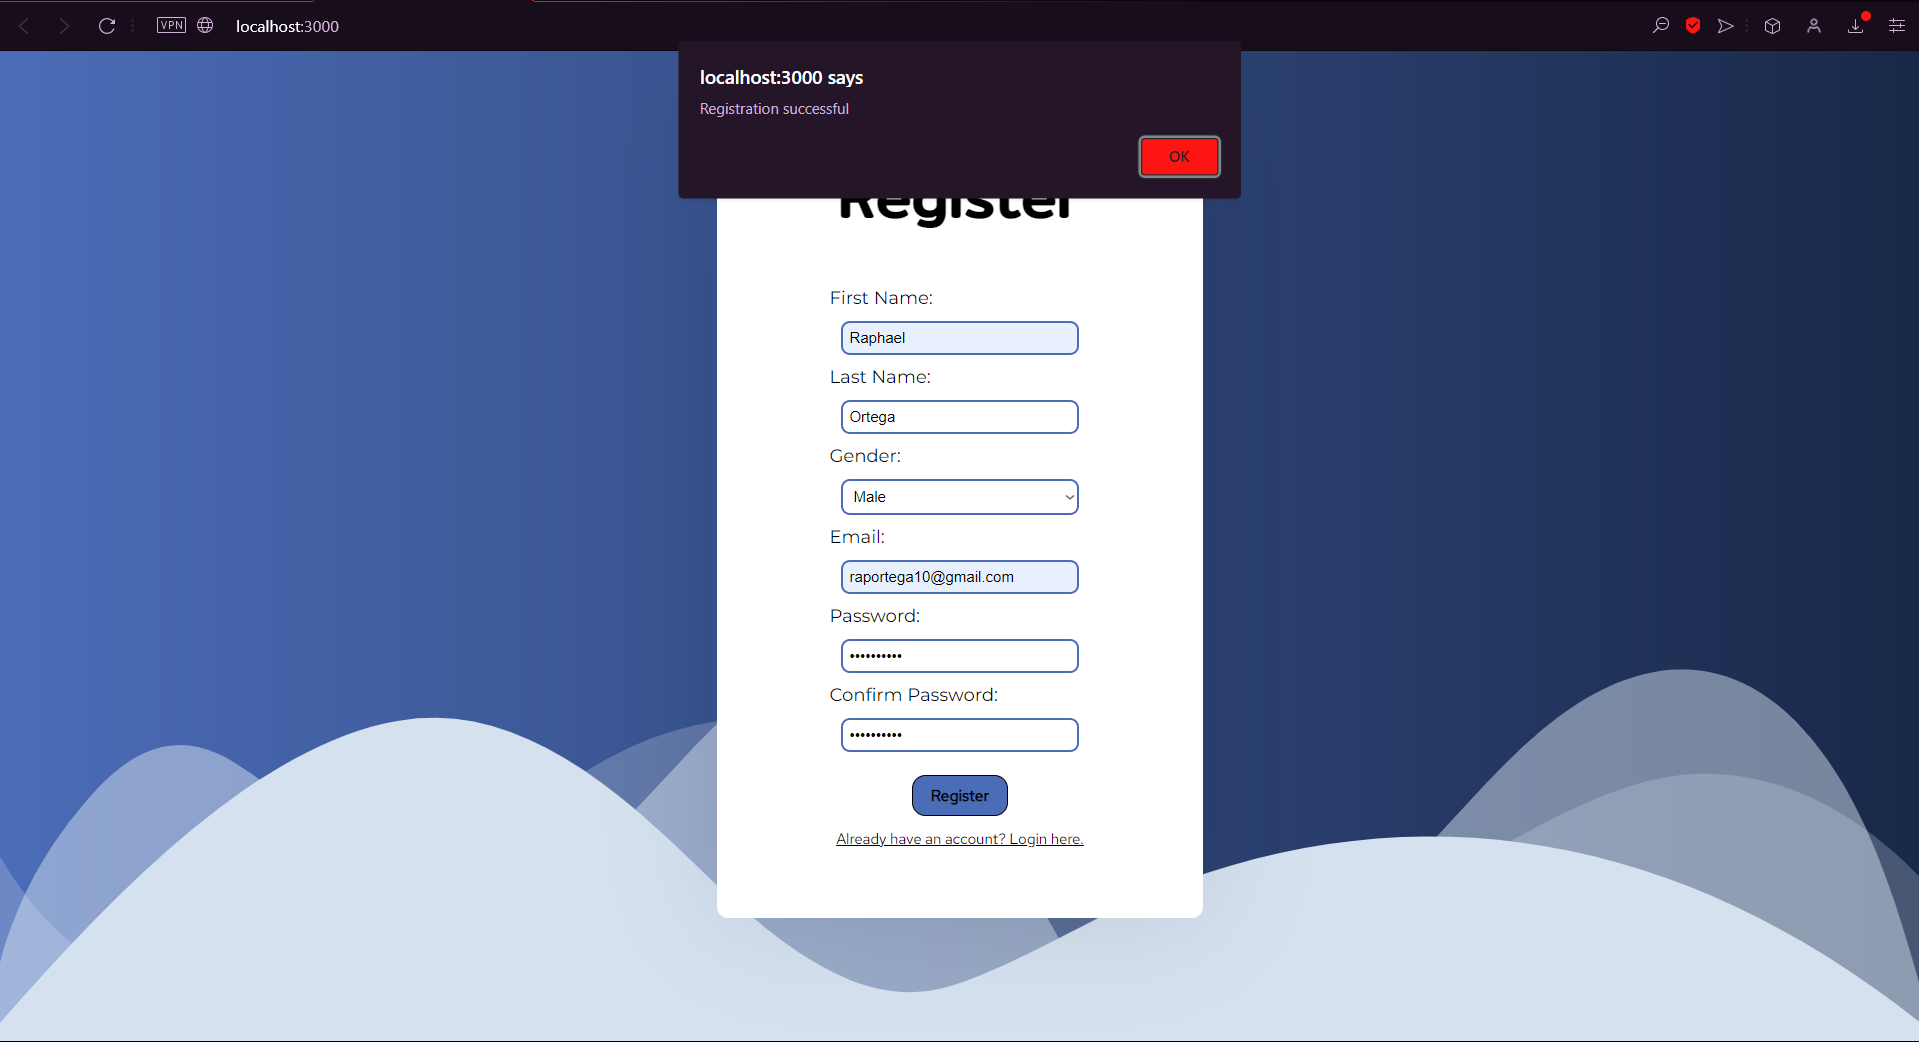 VPN localhost:3000
localhost:3000 says
Registration successful
OK
Register
First Name:
Raphael
Last Name:
Ortega
Gender:
Male
Email:
raportega10@gmail.com
Password:
••••••••••
Confirm Password:
••••••••••
Register
Already have an account? Login here.